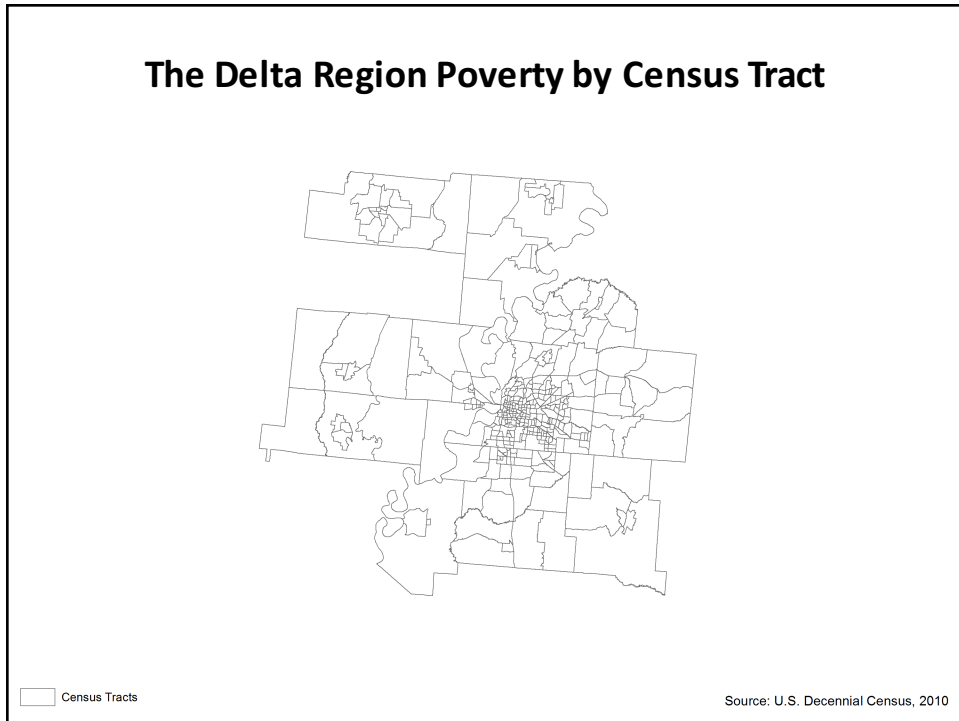 The Delta Region Poverty by Census Tract
Census Tracts
Source: U.S. Decennial Census, 2010